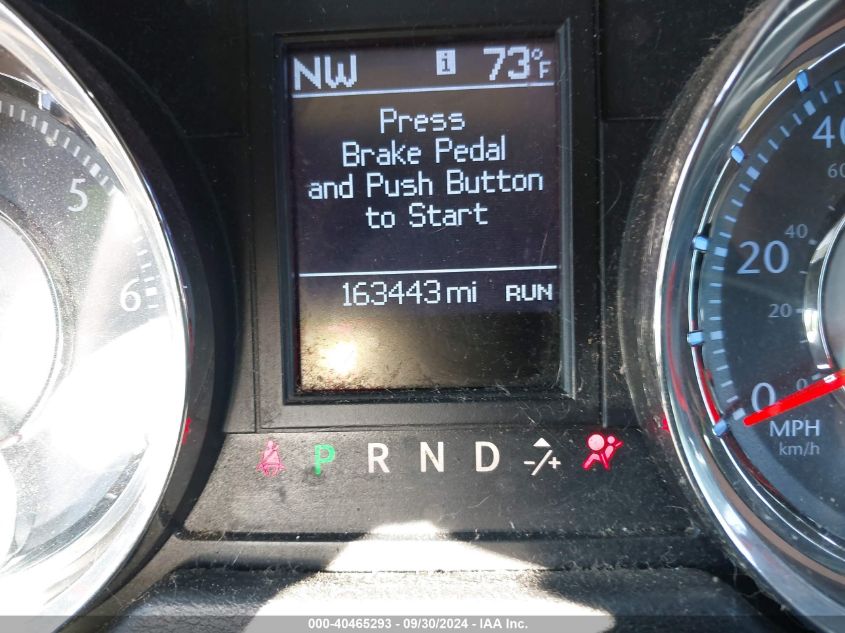 NW i 73°F
Press
Brake Pedal
and Push Button
to Start
163443 mi RUN
5
6
40
60
20
40
20
0
0
MPH
km/h
P R N D -/+
000-40465293 - 09/30/2024 - IAA Inc.